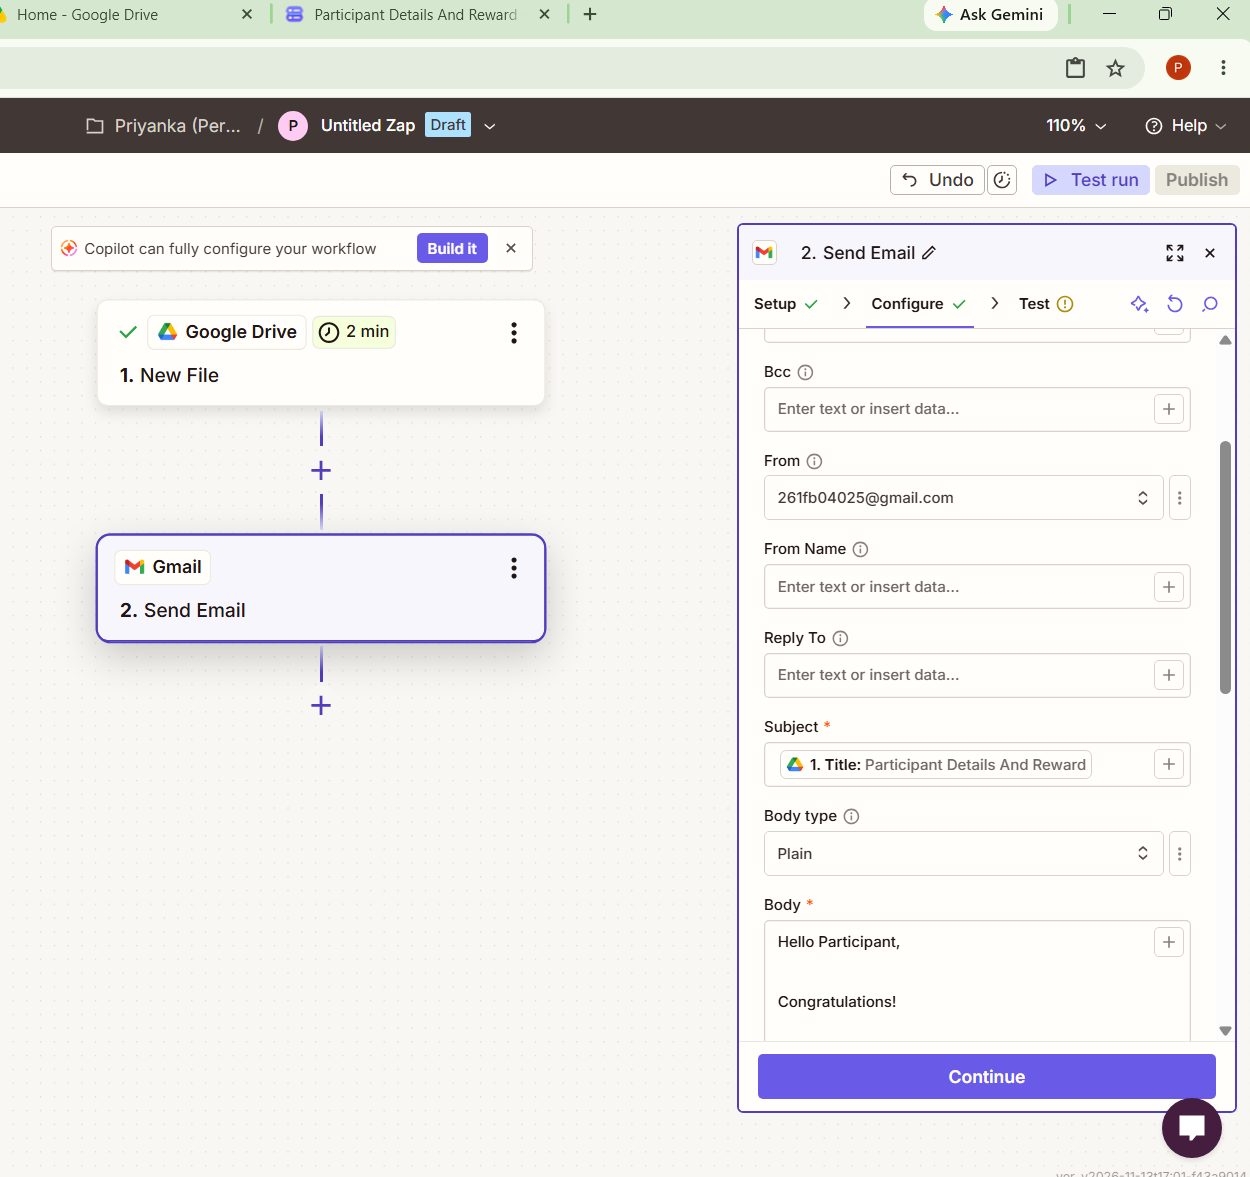 Home - Google Drive
Participant Details And Reward
Ask Gemini
P
Priyanka (Per... / P Untitled Zap Draft
110%
Help
Undo
Test run
Publish
Copilot can fully configure your workflow
Build it
Google Drive
2 min
1. New File
Gmail
2. Send Email
2. Send Email
Setup
Configure
Test
Bcc
Enter text or insert data...
From
261fb04025@gmail.com
From Name
Enter text or insert data...
Reply To
Enter text or insert data...
Subject *
1. Title: Participant Details And Reward
Body type
Plain
Body *
Hello Participant,
Congratulations!
Continue